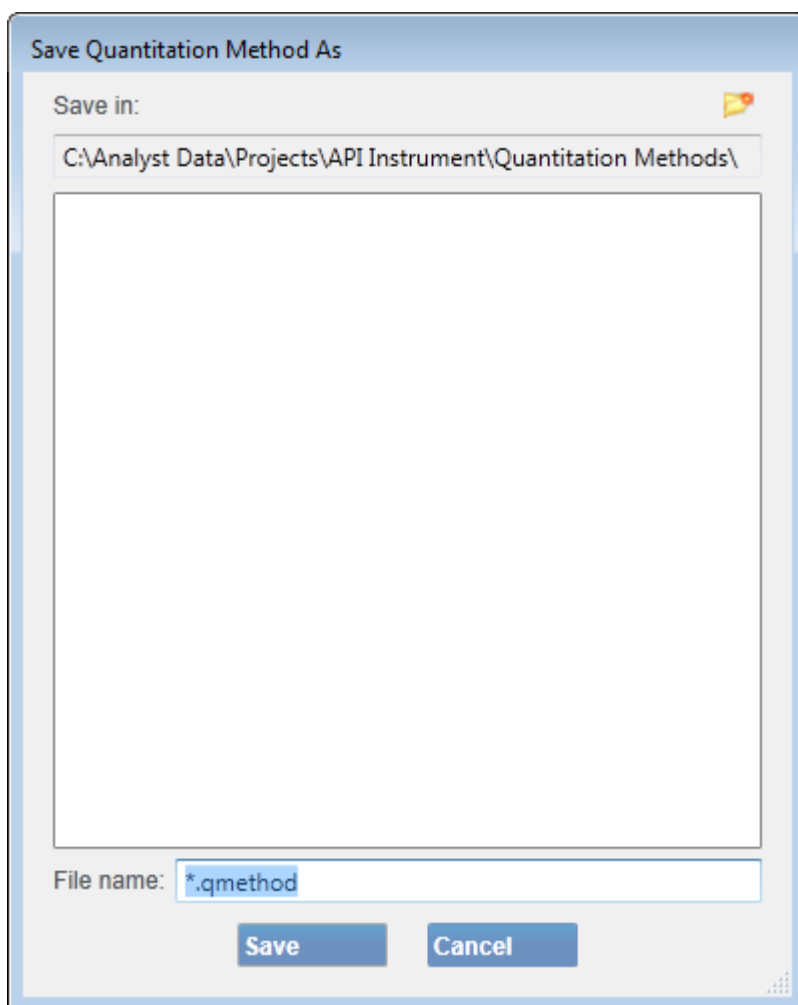 Save Quantitation Method As
Save in:
C:\Analyst Data\Projects\API Instrument\Quantitation Methods\
File name: *.qmethod
Save Cancel